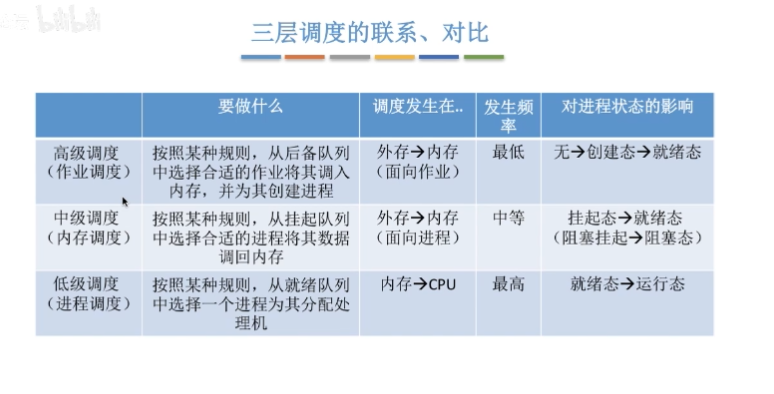 bilibili
三层调度的联系、对比
要做什么
调度发生在..
发生频
率
对进程状态的影响
高级调度
（作业调度）
按照某种规则，从后备队列
中选择合适的作业将其调入
内存，并为其创建进程
外存→内存
（面向作业）
最低
无→创建态→就绪态
中级调度
（内存调度）
按照某种规则，从挂起队列
中选择合适的进程将其数据
调回内存
外存→内存
（面向进程）
中等
挂起态→就绪态
（阻塞挂起→阻塞态）
低级调度
（进程调度）
按照某种规则，从就绪队列
中选择一个进程为其分配处
理机
内存→CPU
最高
就绪态→运行态